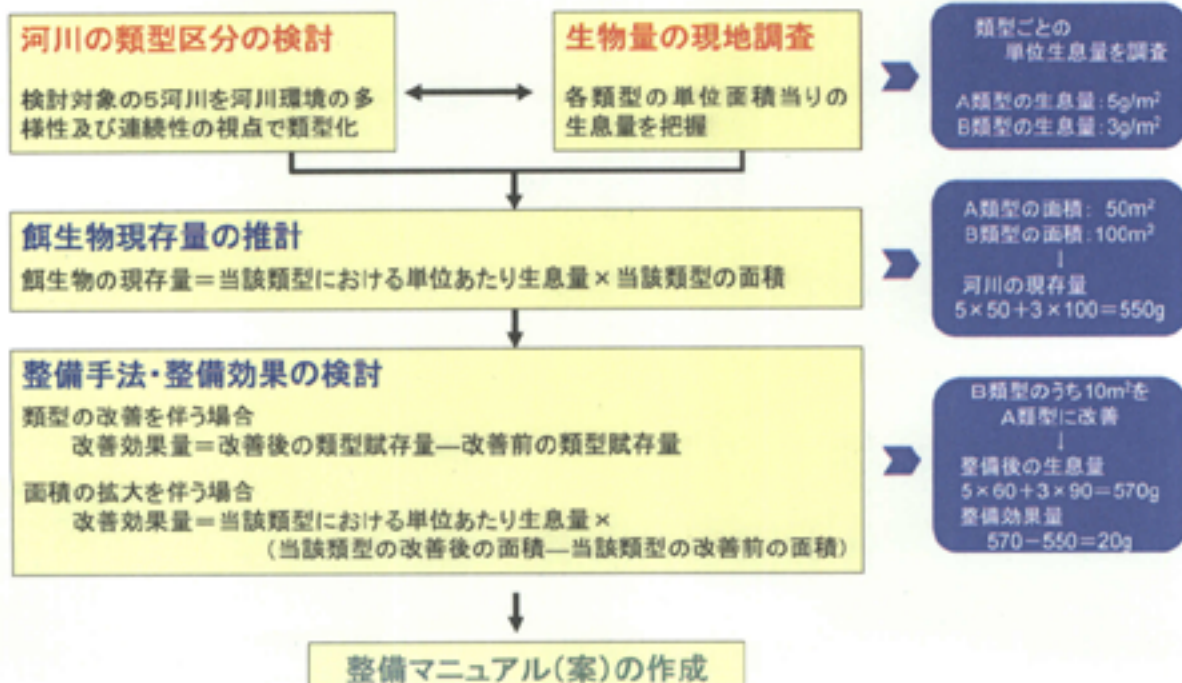 河川の類型区分の検討
検討対象の5河川を河川環境の多
様性及び連続性の視点で類型化
生物量の現地調査
各類型の単位面積当りの
生息量を把握
類型ごとの
単位生息量を調査
A類型の生息量:5g/m²
B類型の生息量:3g/m²
餌生物現存量の推計
餌生物の現存量=当該類型における単位あたり生息量×当該類型の面積
A類型の面積: 50m²
B類型の面積:100m²
↓
河川の現存量
5×50+3×100=550g
整備手法・整備効果の検討
類型の改善を伴う場合
改善効果量=改善後の類型賦存量―改善前の類型賦存量
面積の拡大を伴う場合
改善効果量=当該類型における単位あたり生息量×
(当該類型の改善後の面積―当該類型の改善前の面積)
B類型のうち10m²を
A類型に改善
↓
整備後の生息量
5×60+3×90=570g
整備効果量
570-550=20g
整備マニュアル(案)の作成